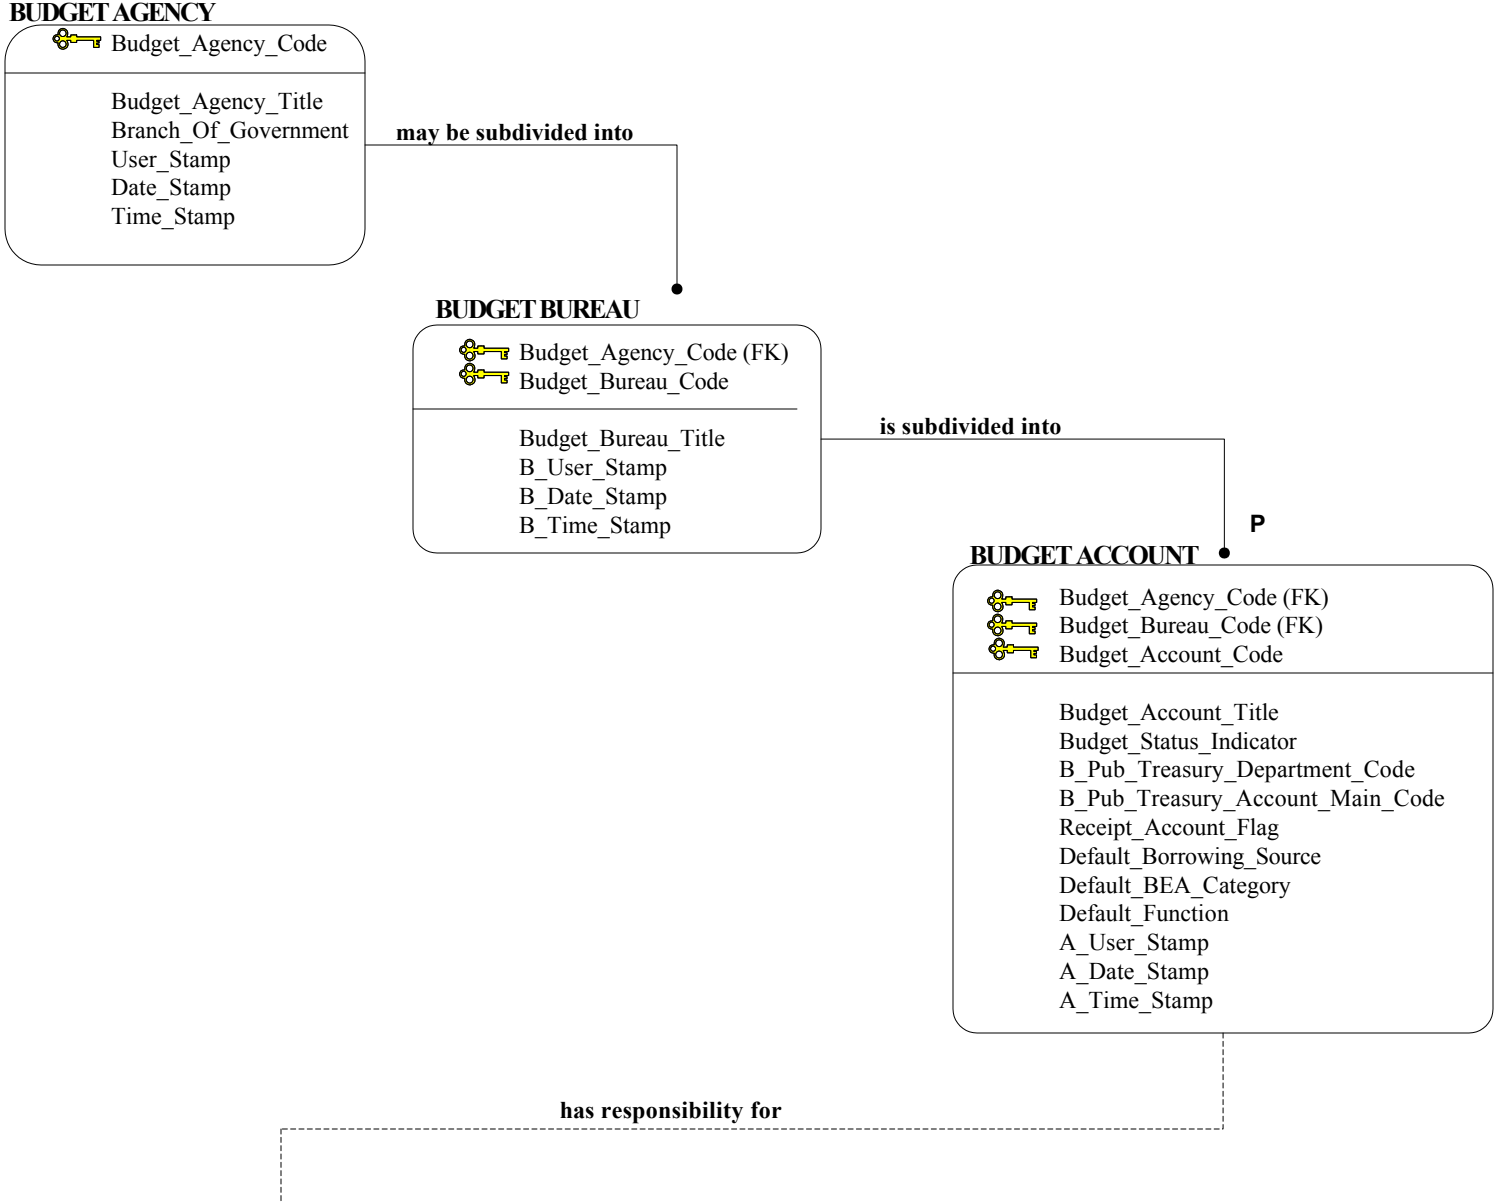 BUDGET AGENCY
Budget_Agency_Code
Budget_Agency_Title
Branch_Of_Government
User_Stamp
Date_Stamp
Time_Stamp
may be subdivided into
BUDGET BUREAU
Budget_Agency_Code (FK)
Budget_Bureau_Code
Budget_Bureau_Title
B_User_Stamp
B_Date_Stamp
B_Time_Stamp
is subdivided into
P
BUDGET ACCOUNT
Budget_Agency_Code (FK)
Budget_Bureau_Code (FK)
Budget_Account_Code
Budget_Account_Title
Budget_Status_Indicator
B_Pub_Treasury_Department_Code
B_Pub_Treasury_Account_Main_Code
Receipt_Account_Flag
Default_Borrowing_Source
Default_BEA_Category
Default_Function
A_User_Stamp
A_Date_Stamp
A_Time_Stamp
has responsibility for